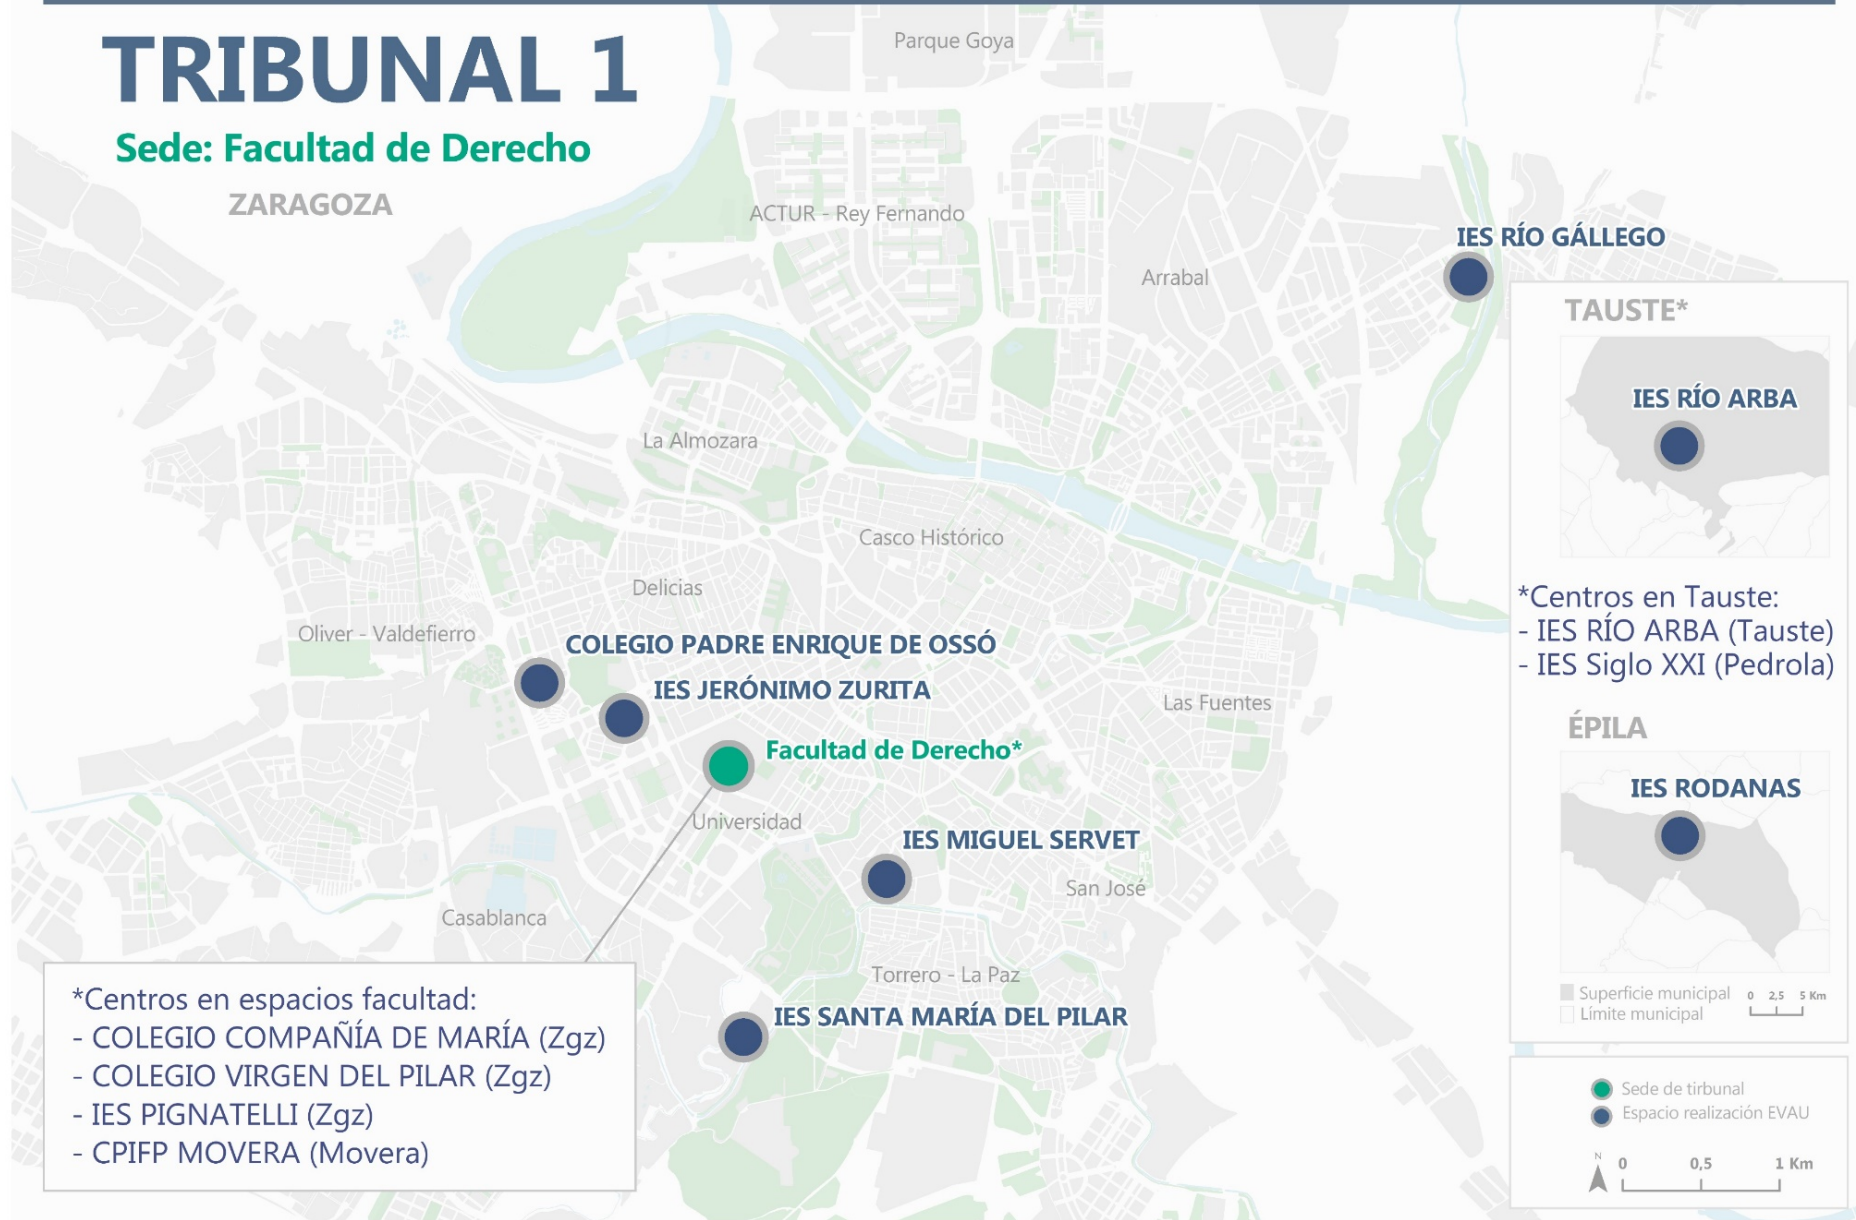 TRIBUNAL 1
Sede: Facultad de Derecho
ZARAGOZA
Parque Goya
ACTUR - Rey Fernando
Arrabal
IES RÍO GÁLLEGO
La Almozara
Casco Histórico
Delicias
Oliver - Valdefierro
COLEGIO PADRE ENRIQUE DE OSSÓ
IES JERÓNIMO ZURITA
Las Fuentes
Facultad de Derecho*
Universidad
IES MIGUEL SERVET
San José
Casablanca
Torrero - La Paz
IES SANTA MARÍA DEL PILAR
*Centros en espacios facultad:
- COLEGIO COMPAÑÍA DE MARÍA (Zgz)
- COLEGIO VIRGEN DEL PILAR (Zgz)
- IES PIGNATELLI (Zgz)
- CPIFP MOVERA (Movera)
TAUSTE*
IES RÍO ARBA
*Centros en Tauste:
- IES RÍO ARBA (Tauste)
- IES Siglo XXI (Pedrola)
ÉPILA
IES RODANAS
Superficie municipal 0 2,5 5 Km
Límite municipal
Sede de tirbunal
Espacio realización EVAU
N 0 0,5 1 Km